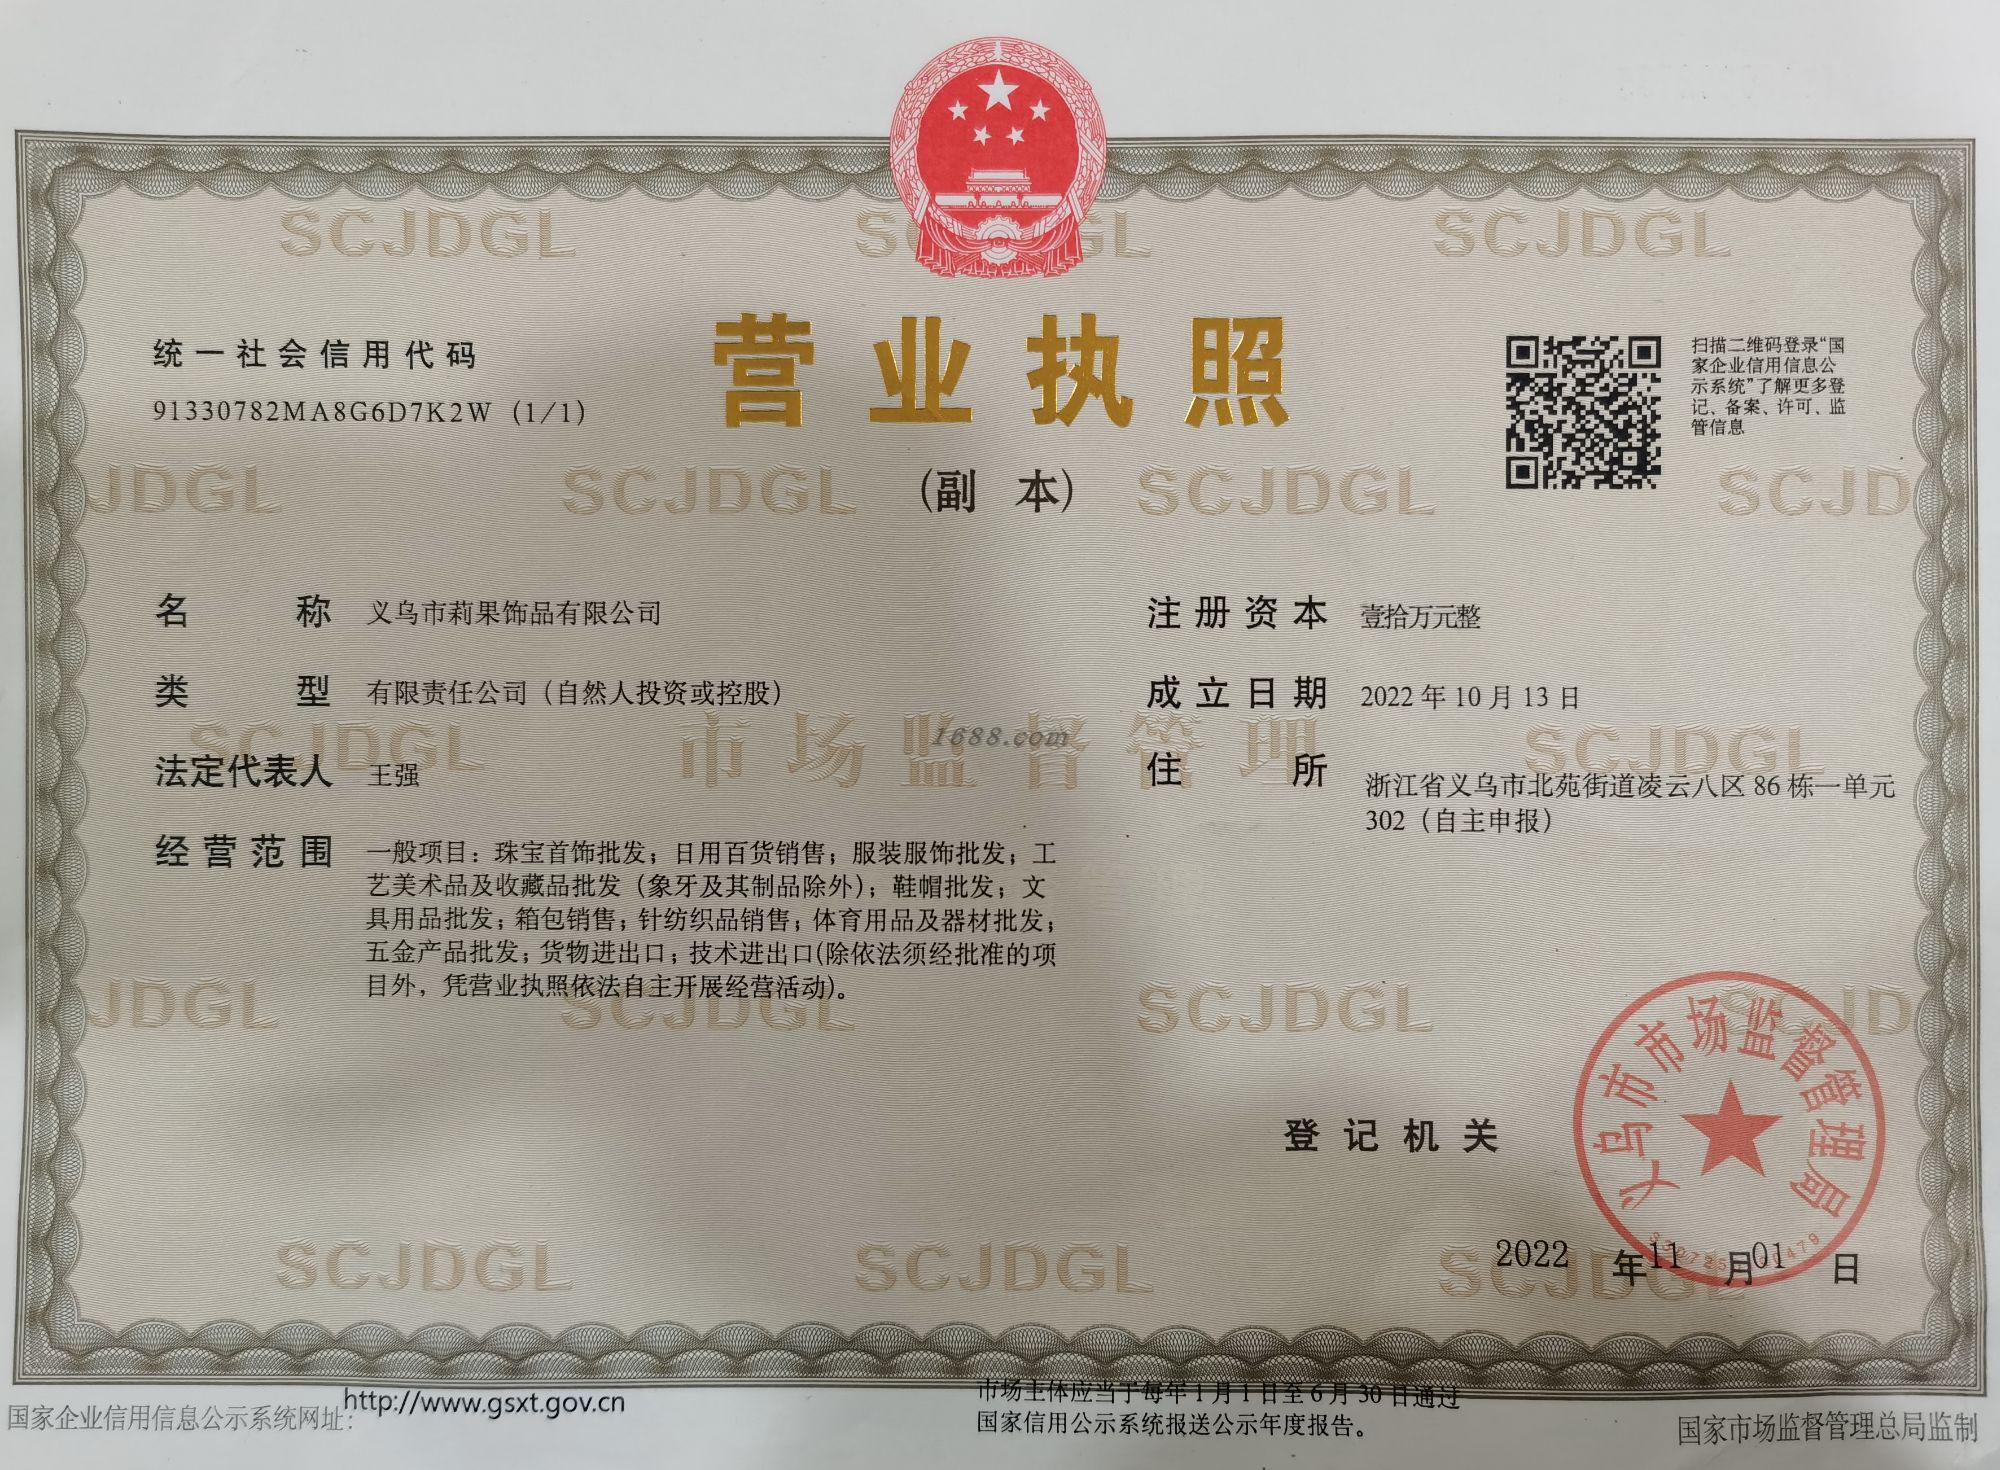 SCJDGL
SCJDGL
统一社会信用代码
91330782MA8G6D7K2W (1/1)
营业执照
(副 本)
扫描二维码登录“国
家企业信用信息公
示系统”了解更多登
记、备案、许可、监
管信息
JDGL SCJDGL SCJDGL SCJD
名 称 义乌市莉果饰品有限公司
类 型 有限责任公司（自然人投资或控股）
法定代表人 王强
经营范围 一般项目：珠宝首饰批发；日用百货销售；服装服饰批发；工
艺美术品及收藏品批发（象牙及其制品除外）；鞋帽批发；文
具用品批发；箱包销售；针纺织品销售；体育用品及器材批发；
五金产品批发；货物进出口；技术进出口(除依法须经批准的项
目外，凭营业执照依法自主开展经营活动)。
注册资本 壹拾万元整
成立日期 2022年10月13日
住 所 浙江省义乌市北苑街道凌云八区86栋一单元
302（自主申报）
SCJDGL 市场监督管理 SCJDGL
1688.com
JDGL SCJDGL SCJDGL SCJD
登记机关
义乌市市场监督管理局
2022 年11月01日
SCJDGL SCJDGL SCJDGL
国家企业信用信息公示系统网址：http://www.gsxt.gov.cn
市场主体应当于每年1月1日至6月30日通过
国家信用公示系统报送公示年度报告。
国家市场监督管理总局监制